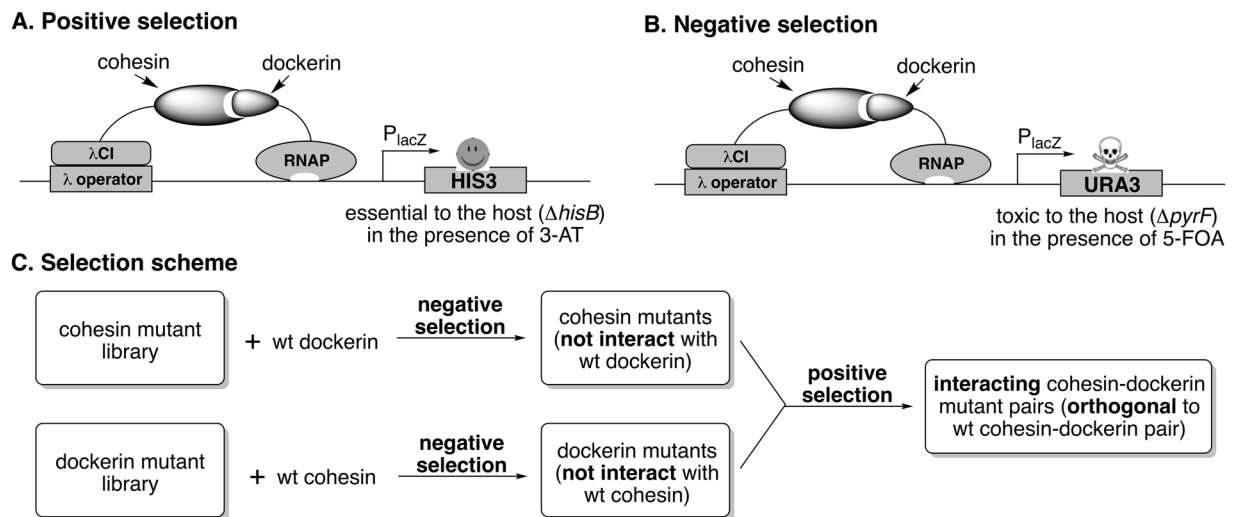 A. Positive selection
cohesin
dockerin
λCI
λ operator
RNAP
PlacZ
HIS3
essential to the host (ΔhisB)
in the presence of 3-AT
B. Negative selection
cohesin
dockerin
λCI
λ operator
RNAP
PlacZ
URA3
toxic to the host (ΔpyrF)
in the presence of 5-FOA
C. Selection scheme
cohesin mutant
library
+ wt dockerin
negative
selection
cohesin mutants
(not interact with
wt dockerin)
dockerin mutant
library
+ wt cohesin
negative
selection
dockerin mutants
(not interact with
wt cohesin)
positive
selection
interacting cohesin-dockerin
mutant pairs (orthogonal to
wt cohesin-dockerin pair)